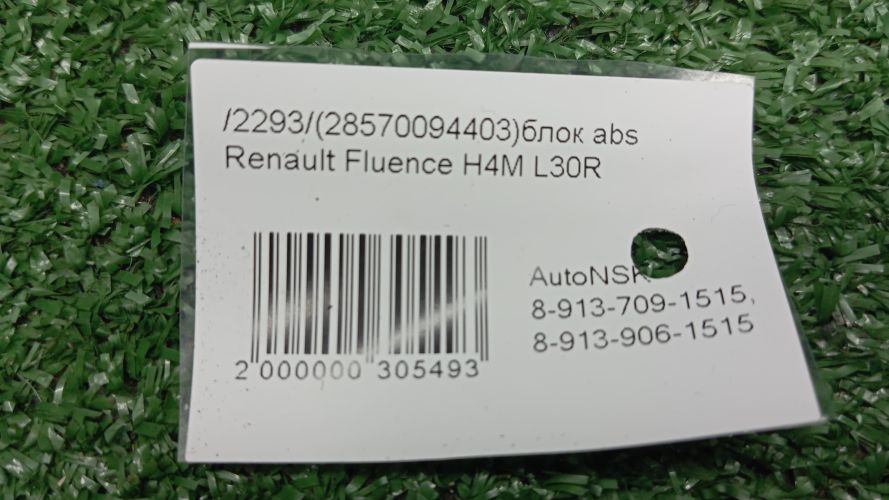 /2293/(28570094403)блок abs
Renault Fluence H4M L30R
AutoNSK
8-913-709-1515,
8-913-906-1515
2 000000 305493